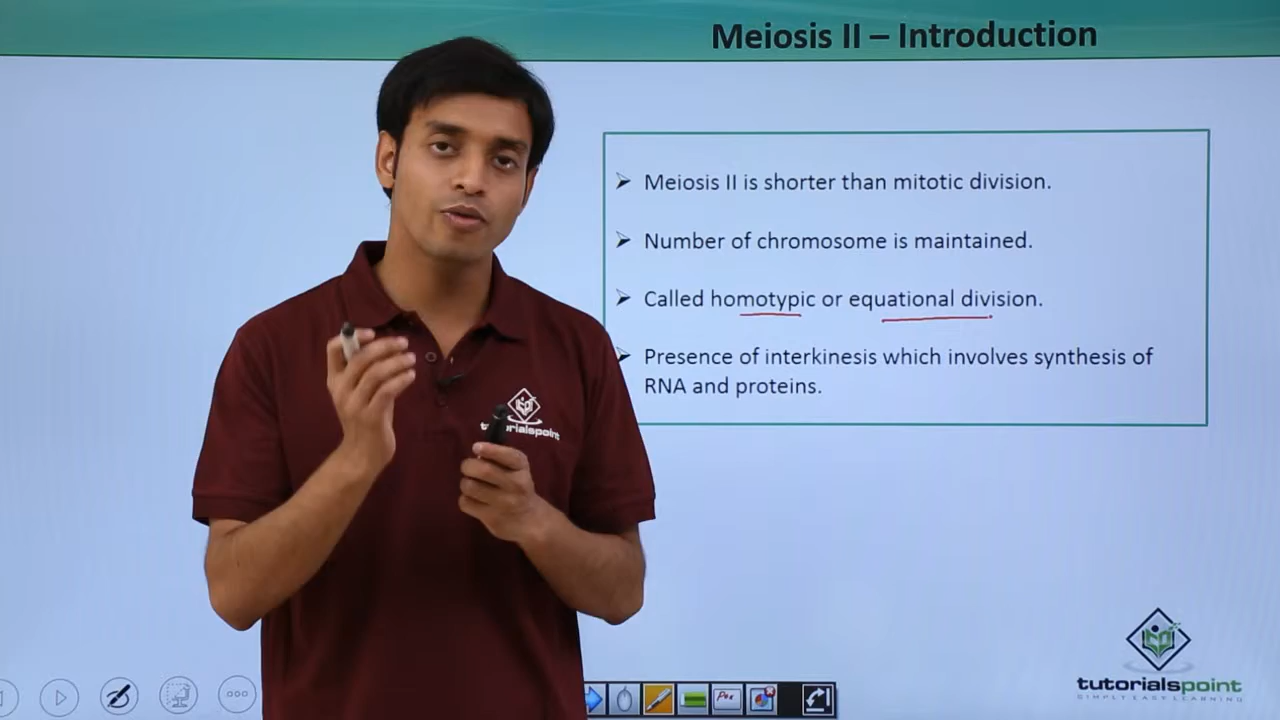 Meiosis II – Introduction
Meiosis II is shorter than mitotic division.
Number of chromosome is maintained.
Called homotypic or equational division.
Presence of interkinesis which involves synthesis of
RNA and proteins.
tutorialspoint
tutorialspoint
SIMPLY EASY LEARNING